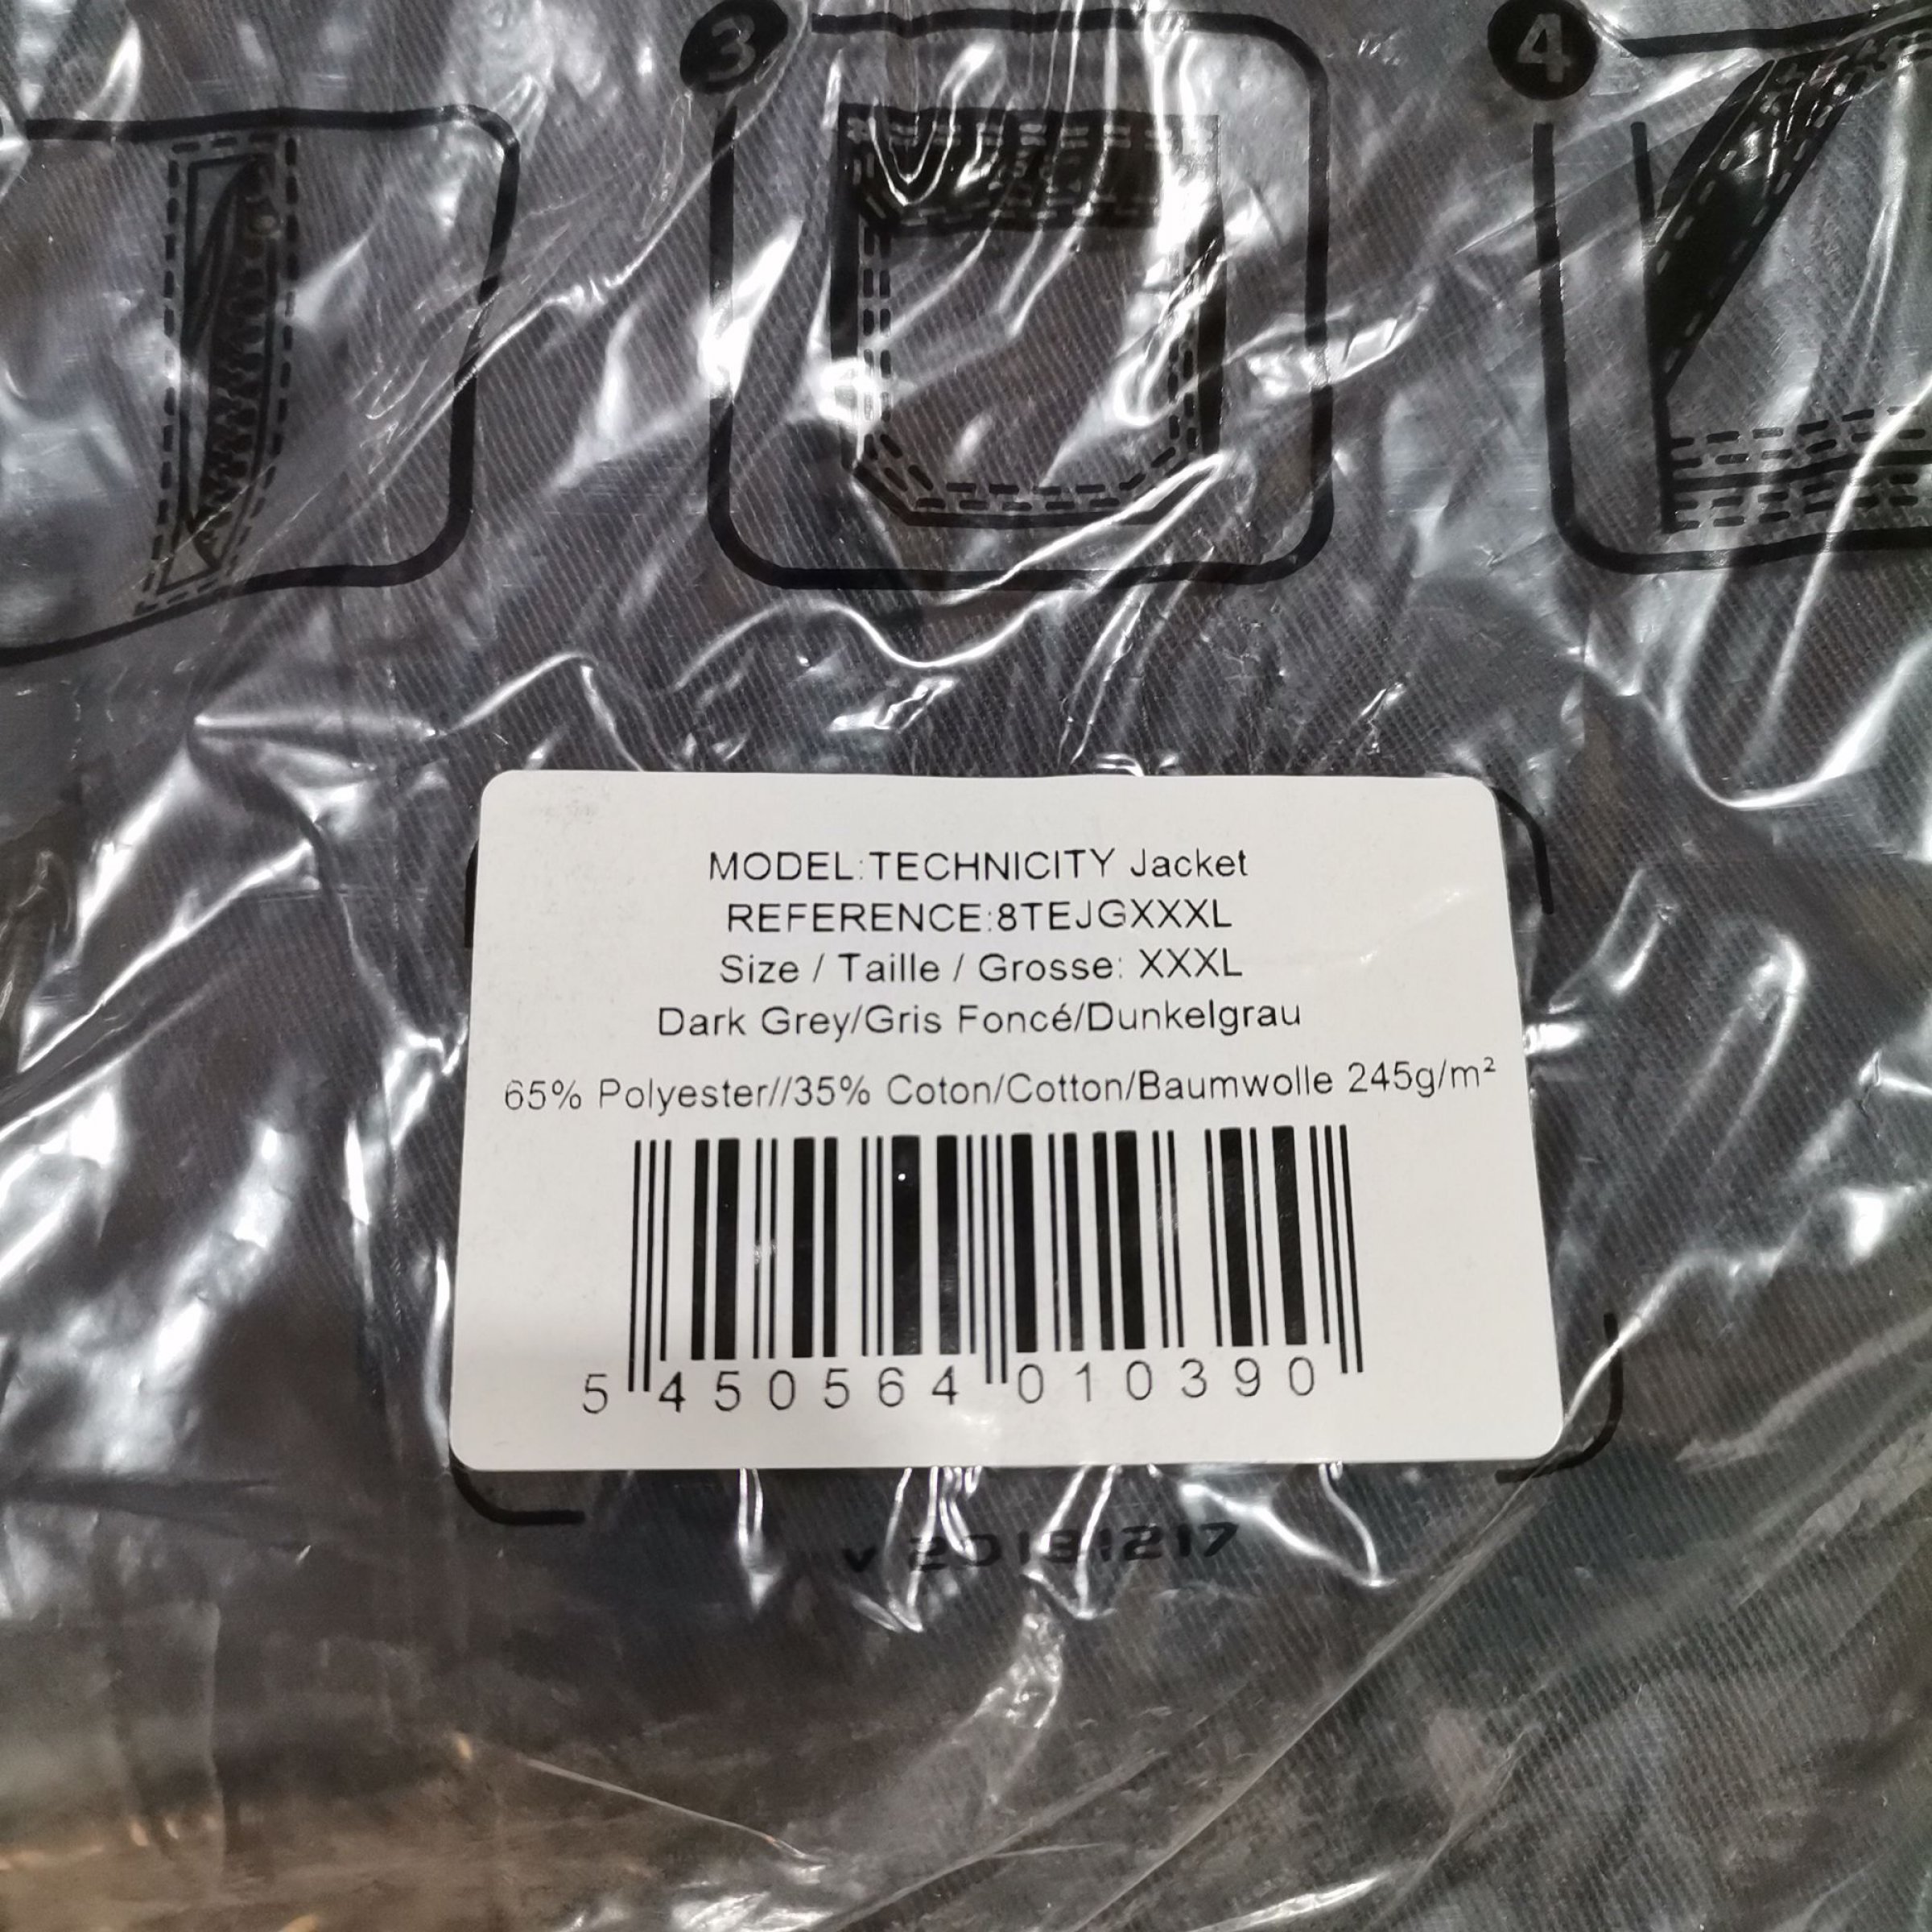 3
4
MODEL:TECHNICITY Jacket
REFERENCE:8TEJGXXXL
Size / Taille / Grosse: XXXL
Dark Grey/Gris Foncé/Dunkelgrau
65% Polyester//35% Coton/Cotton/Baumwolle 245g/m²
5 450564 010390
v 20131217